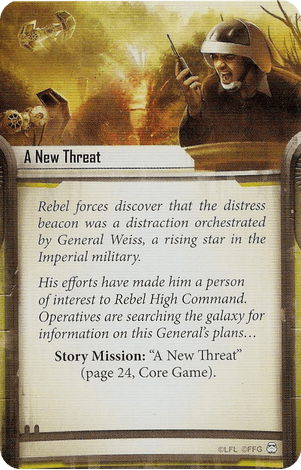 A New Threat
Rebel forces discover that the distress
beacon was a distraction orchestrated
by General Weiss, a rising star in the
Imperial military.
His efforts have made him a person
of interest to Rebel High Command.
Operatives are searching the galaxy for
information on this General's plans…
Story Mission: “A New Threat”
(page 24, Core Game).
©LFL ©FFG